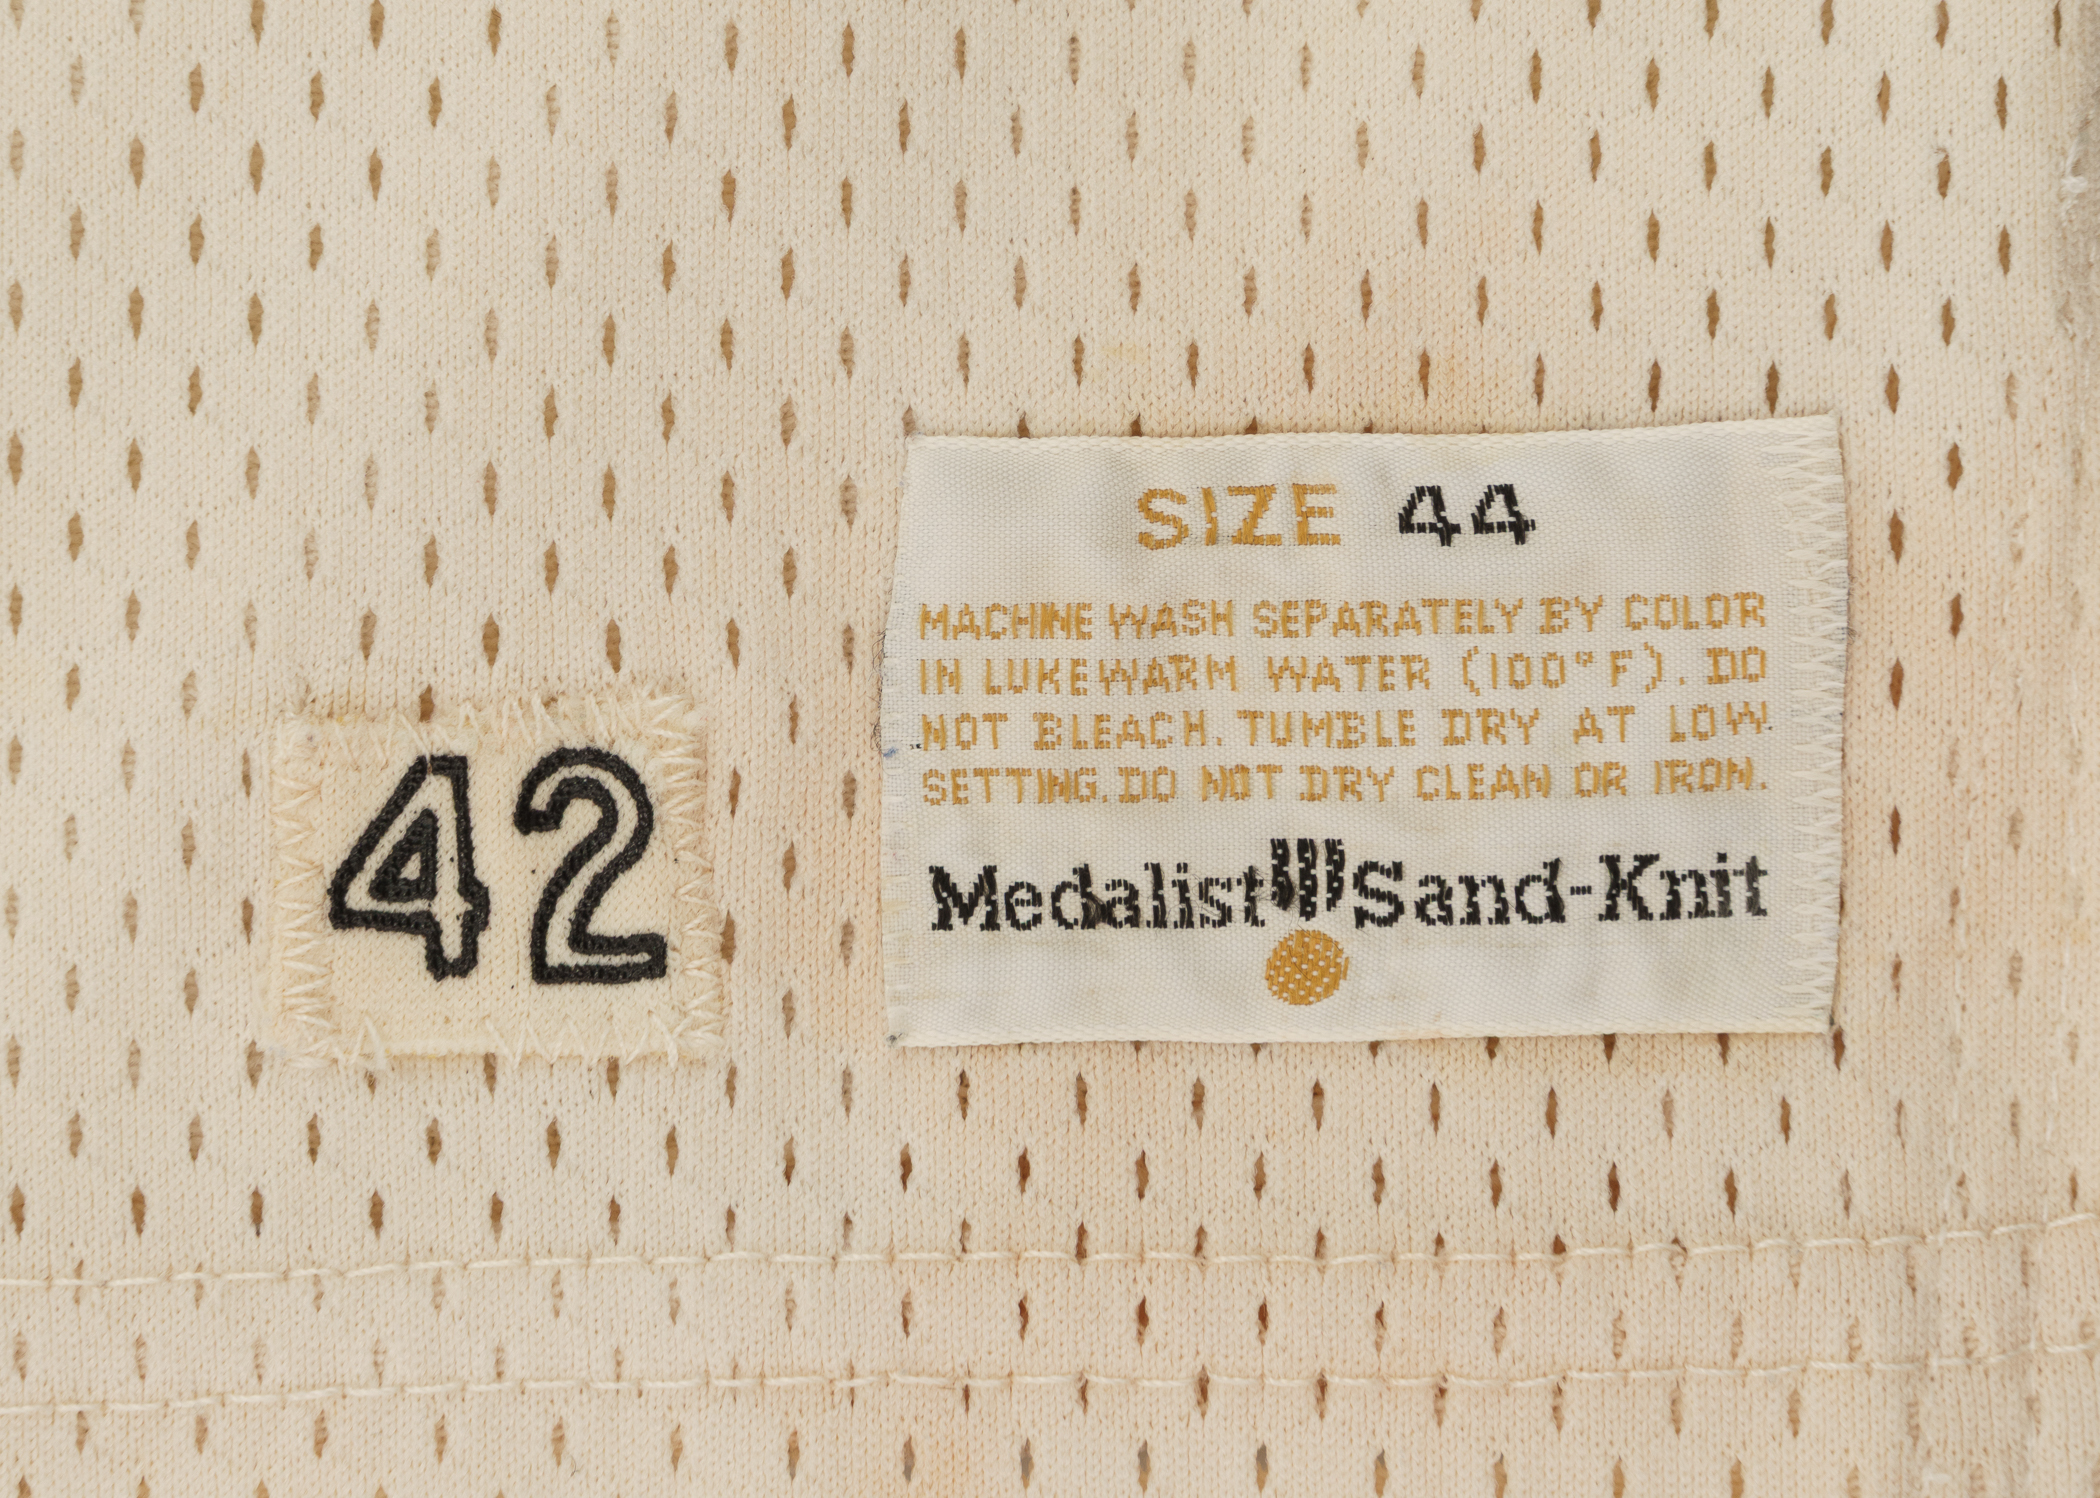 42
SIZE 44
MACHINE WASH SEPARATELY BY COLOR
IN LUKEWARM WATER (100°F). DO
NOT BLEACH. TUMBLE DRY AT LOW
SETTING. DO NOT DRY CLEAN OR IRON.
Medalist Sand-Knit